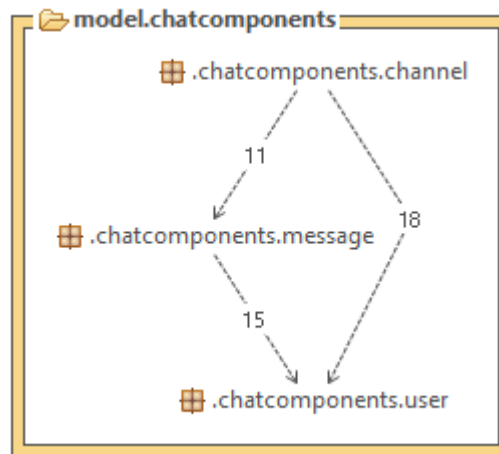 model.chatcomponents
.chatcomponents.channel
11
.chatcomponents.message
18
15
.chatcomponents.user